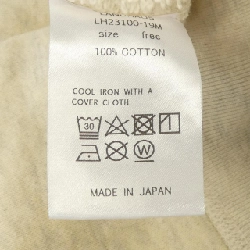 LH23100-19M
size free
100% COTTON
COOL IRON WITH A
COVER CLOTH.
30
W
MADE IN JAPAN